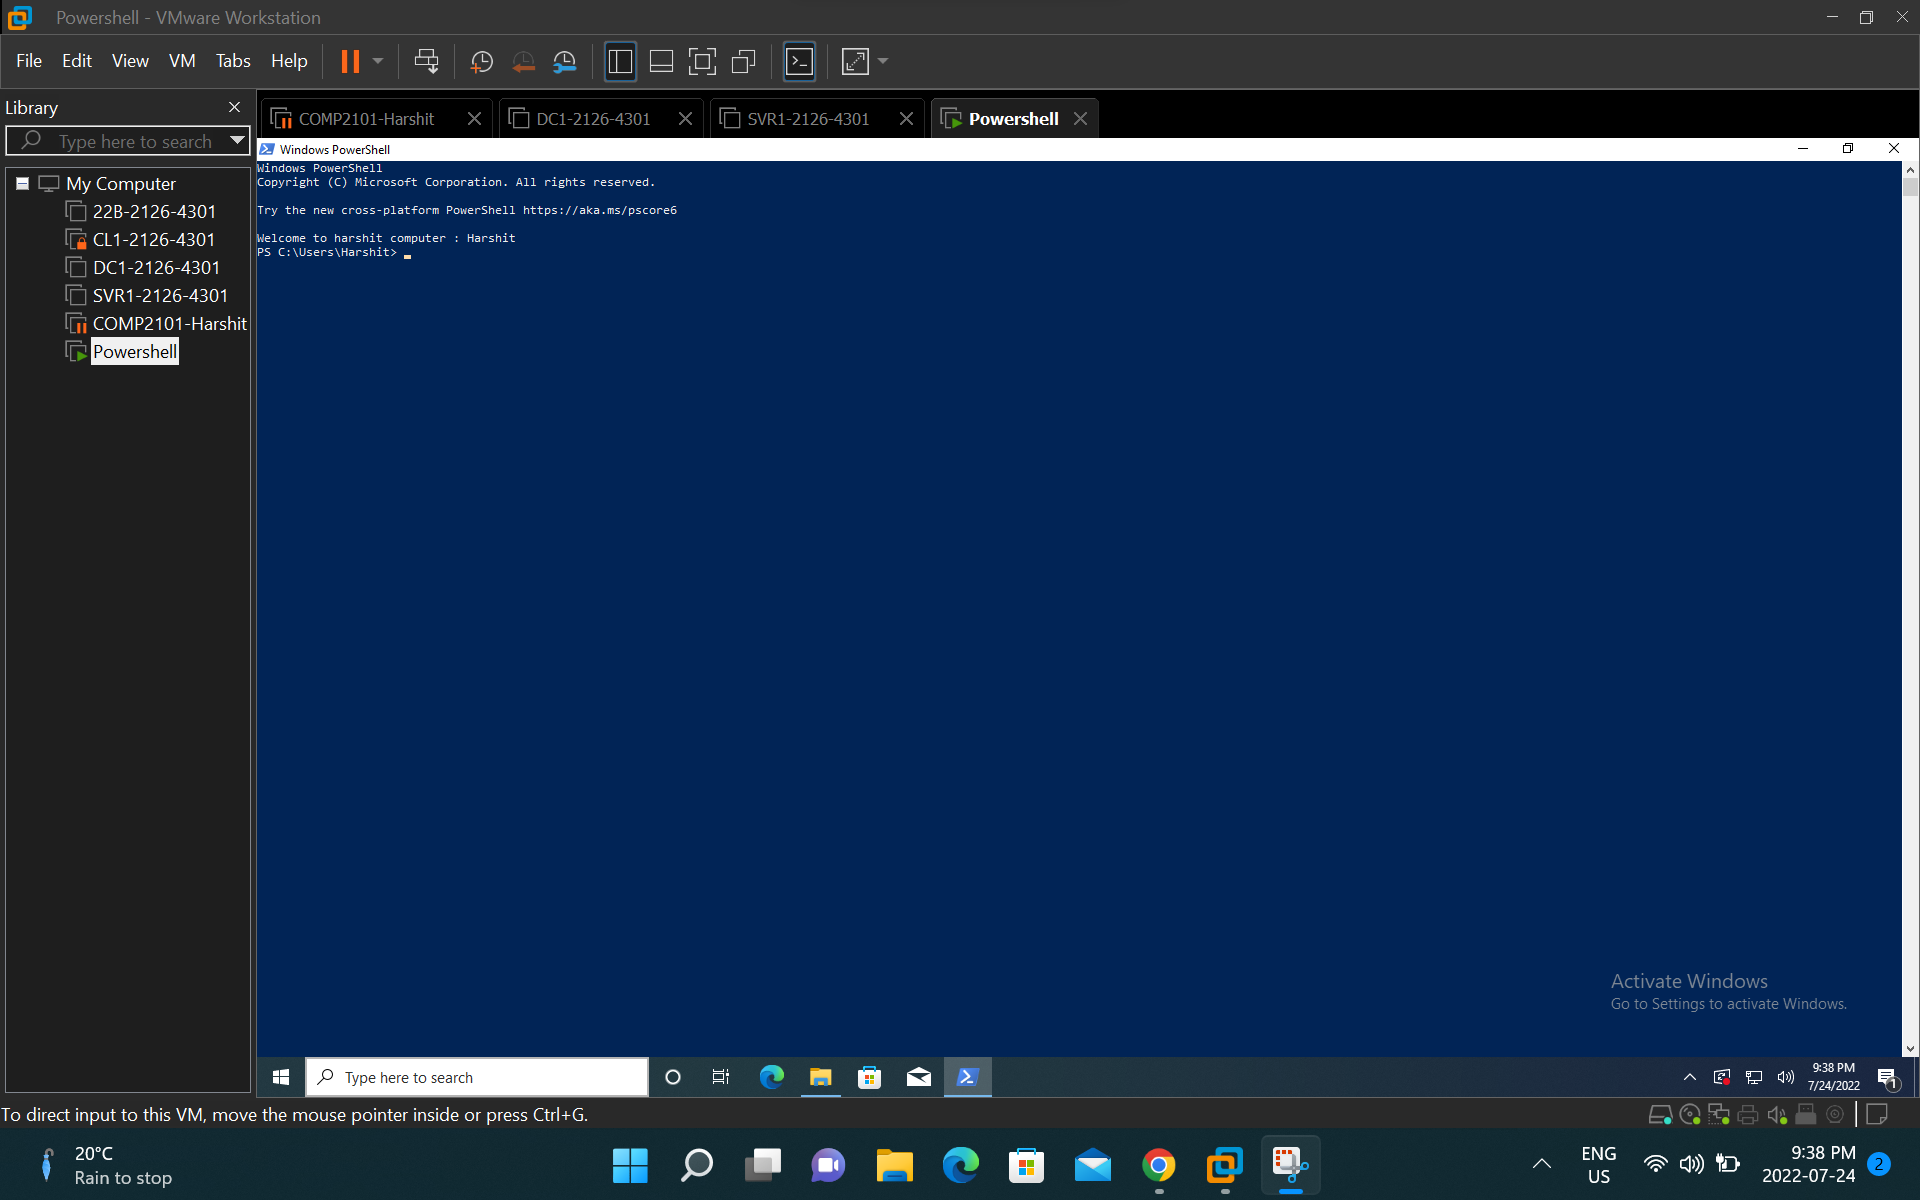 Powershell - VMware Workstation
File Edit View VM Tabs Help
Library
Type here to search
My Computer
22B-2126-4301
CL1-2126-4301
DC1-2126-4301
SVR1-2126-4301
COMP2101-Harshit
Powershell
COMP2101-Harshit DC1-2126-4301 SVR1-2126-4301 Powershell
Windows PowerShell
Windows PowerShell
Copyright (C) Microsoft Corporation. All rights reserved.
Try the new cross-platform PowerShell https://aka.ms/pscore6
Welcome to harshit computer : Harshit
PS C:\Users\Harshit>
Activate Windows
Go to Settings to activate Windows.
Type here to search
9:38 PM
7/24/2022
1
To direct input to this VM, move the mouse pointer inside or press Ctrl+G.
20°C
Rain to stop
ENG
US
9:38 PM
2022-07-24
2